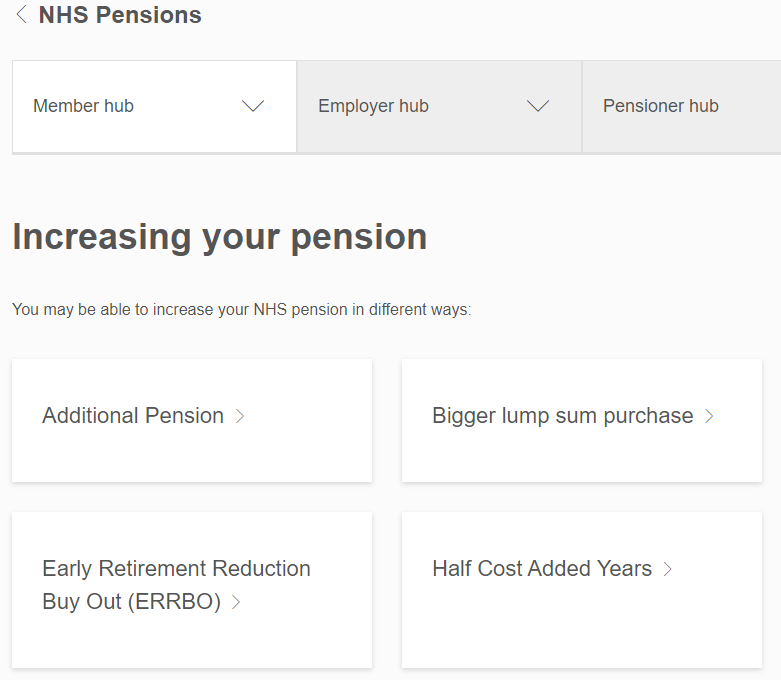 NHS Pensions
Member hub
Employer hub
Pensioner hub
Increasing your pension
You may be able to increase your NHS pension in different ways:
Additional Pension
Bigger lump sum purchase
Early Retirement Reduction
Buy Out (ERRBO)
Half Cost Added Years